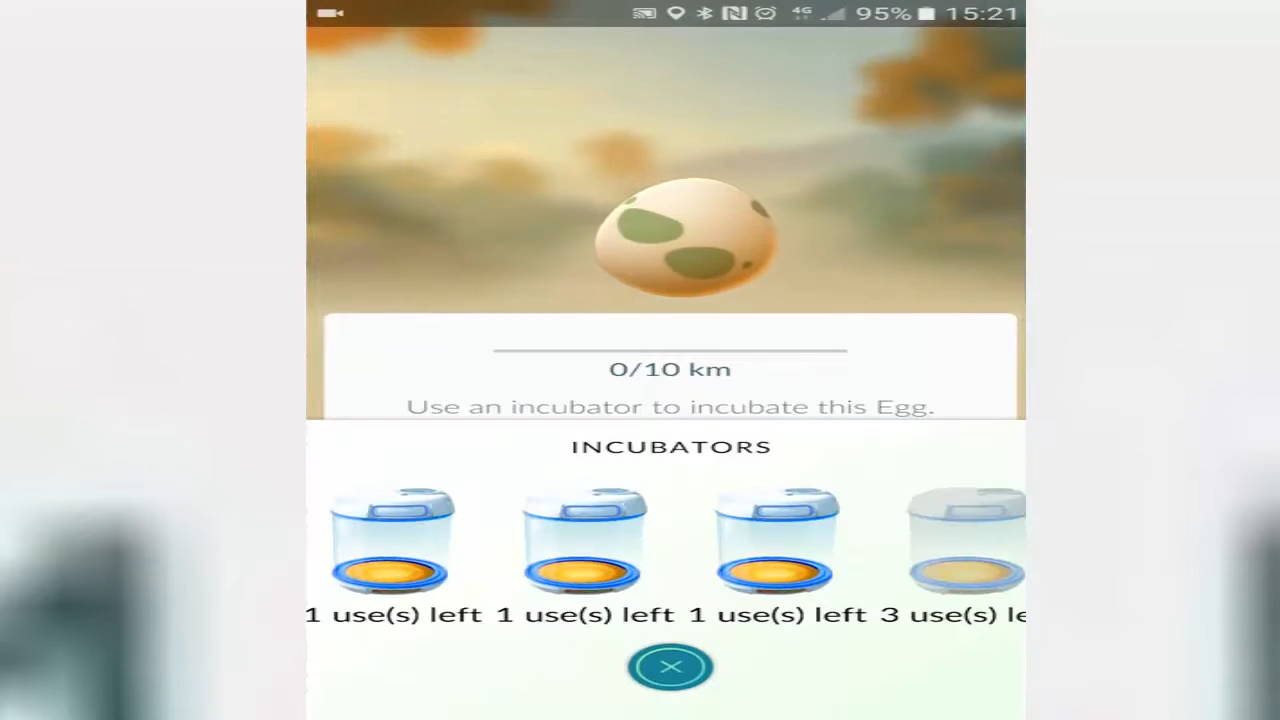 4G 95% 15:21
0/10 km
Use an incubator to incubate this Egg.
INCUBATORS
1 use(s) left 1 use(s) left 1 use(s) left 3 use(s) le